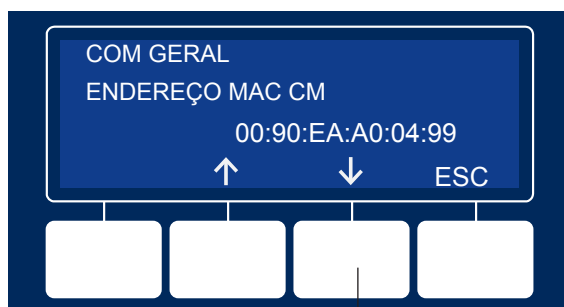 COM GERAL
ENDEREÇO MAC CM
00:90:EA:A0:04:99
↑ ↓ ESC